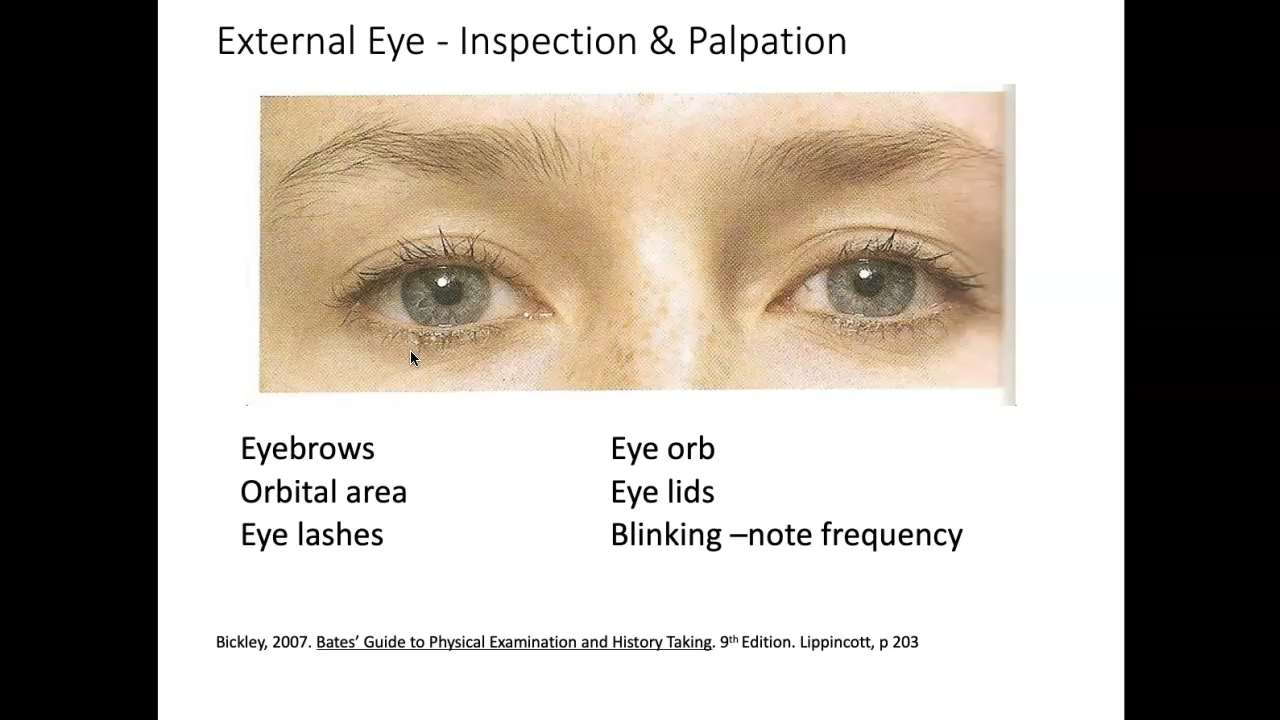 External Eye - Inspection & Palpation
Eyebrows
Orbital area
Eye lashes
Eye orb
Eye lids
Blinking –note frequency
Bickley, 2007. Bates’ Guide to Physical Examination and History Taking. 9th Edition. Lippincott, p 203